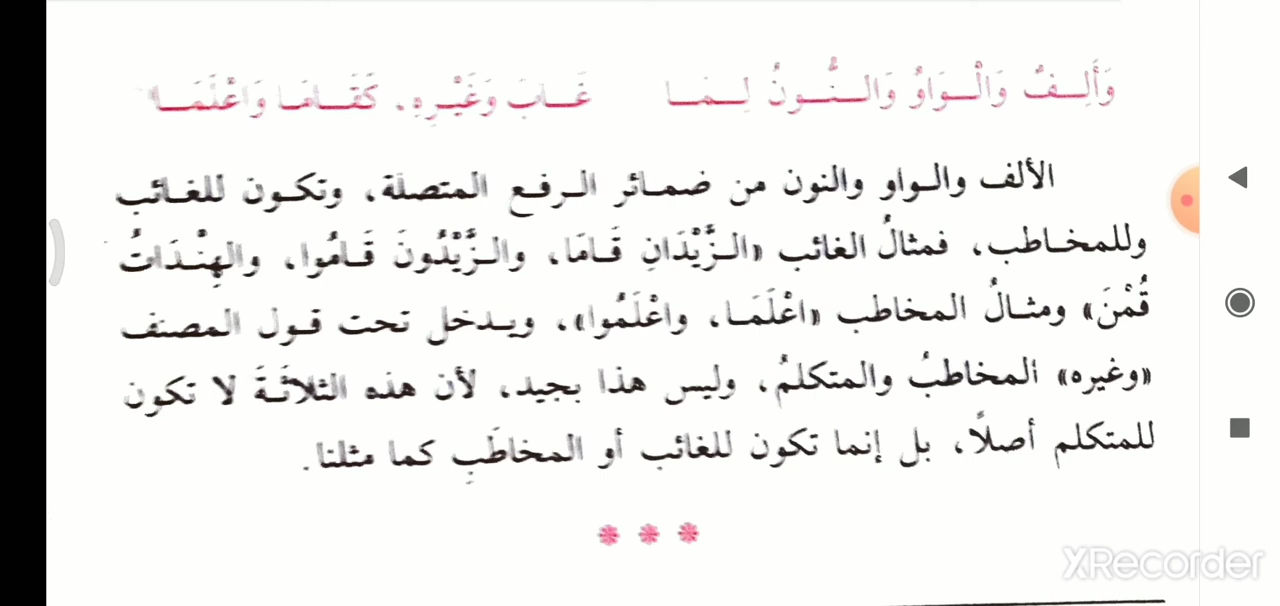 وَأَلِفٌ وَالْوَاوُ وَالنُّونُ لِمَا غَابَ وَغَيْرِهِ، كَقَامَا وَاعْلَمَا
الألف والواو والنون من ضمائر الرفع المتصلة، وتكون للغائب
وللمخاطب، فمثالُ الغائب «الزَّيْدَانِ قَامَا، والزَّيْدُونَ قَامُوا، والهِنْدَاتُ
قُمْنَ» ومثالُ المخاطب «اعْلَمَا، واعْلَمُوا»، ويدخل تحت قول المصنف
«وغيره» المخاطبُ والمتكلمُ، وليس هذا بجيد، لأن هذه الثلاثَةَ لا تكون
للمتكلم أصلاً، بل إنما تكون للغائب أو المخاطَبِ كما مثلنا.
XRecorder